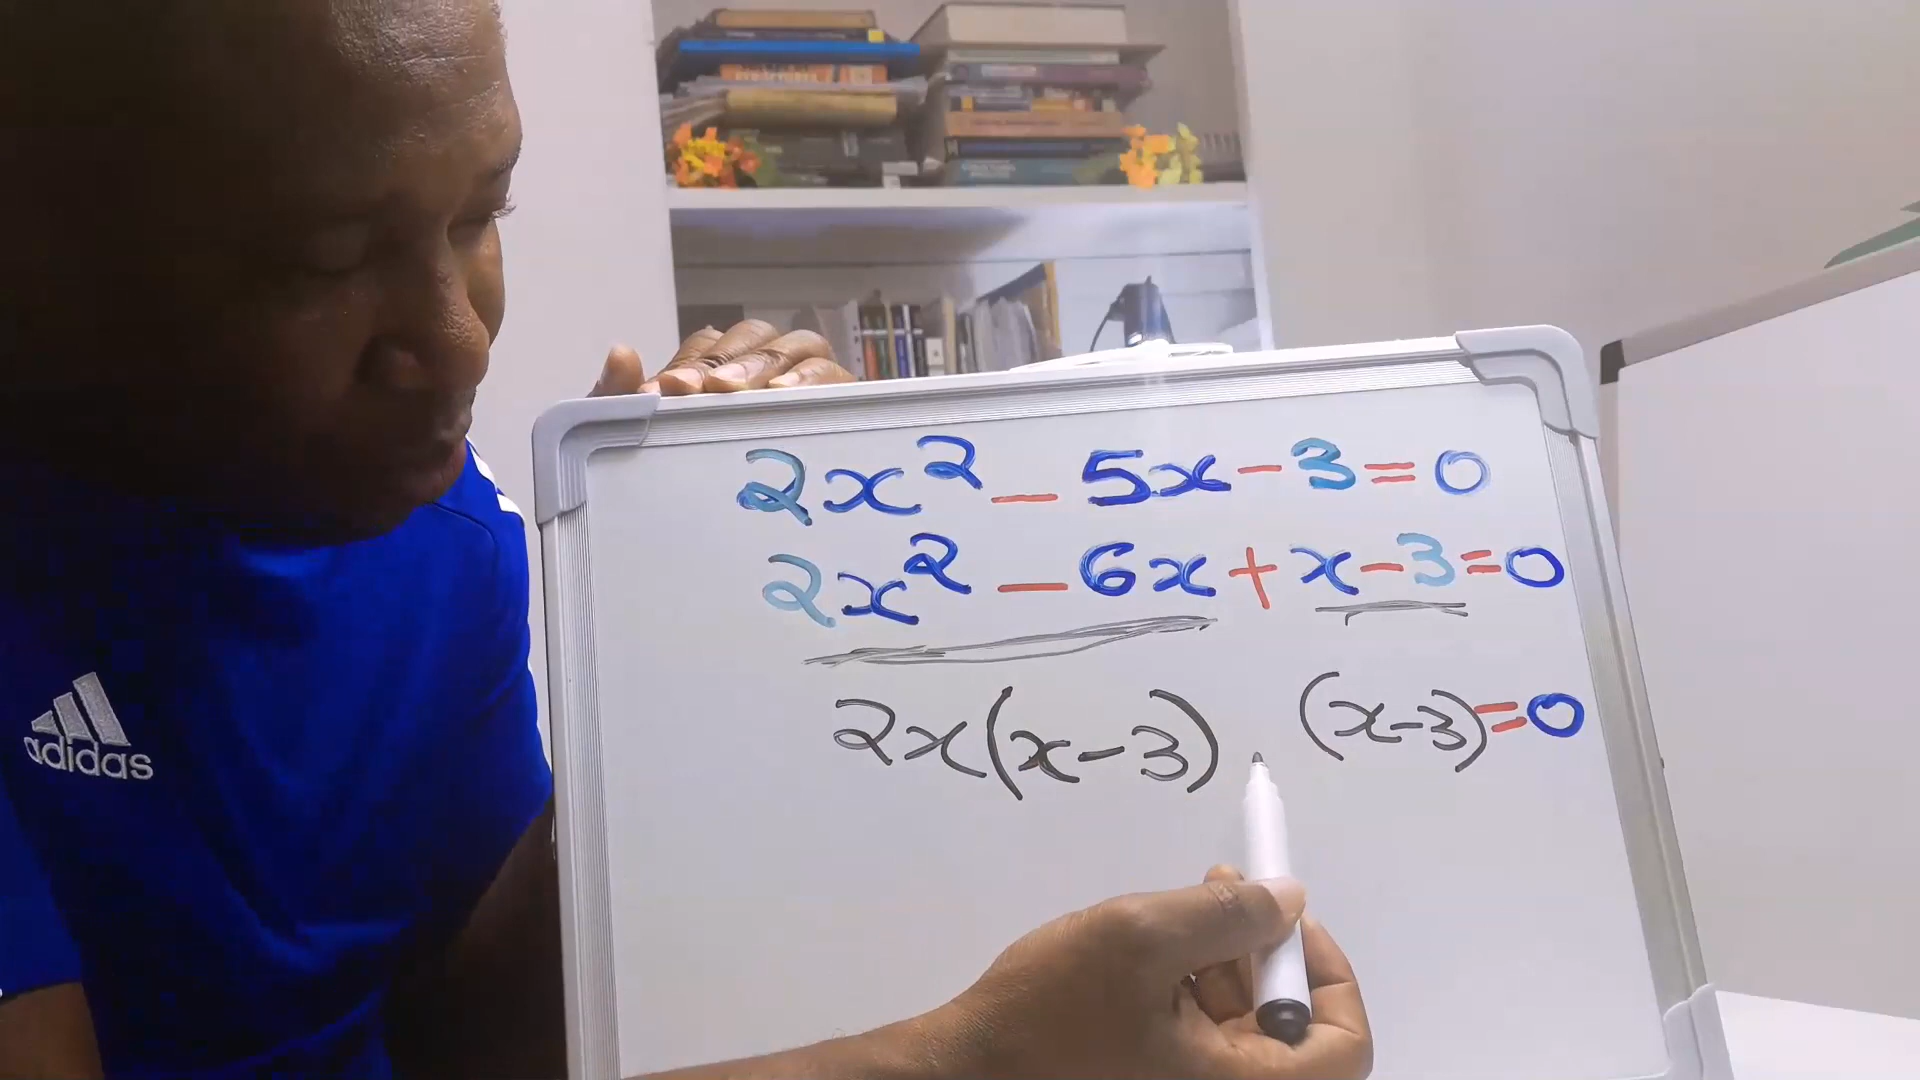 2x² - 5x - 3 = 0
2x² - 6x + x - 3 = 0
2x(x-3) (x-3) = 0
adidas